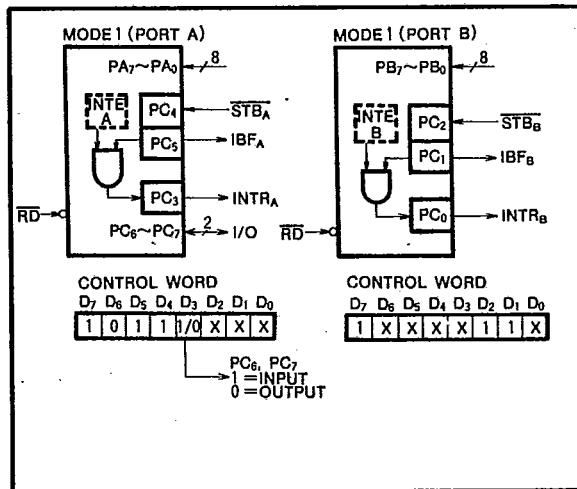 MODE 1 (PORT A)
PA7~PA0
8
INTE
A
PC4
STBA
PC5
IBFA
PC3
INTRA
RD
PC6~PC7
2
I/O
CONTROL WORD
D7 D6 D5 D4 D3 D2 D1 D0
1 0 1 1 1/0 X X X
PC6, PC7
1 = INPUT
0 = OUTPUT
MODE 1 (PORT B)
PB7~PB0
8
INTE
B
PC2
STBB
PC1
IBFB
PC0
INTRB
RD
CONTROL WORD
D7 D6 D5 D4 D3 D2 D1 D0
1 X X X X 1 1 X